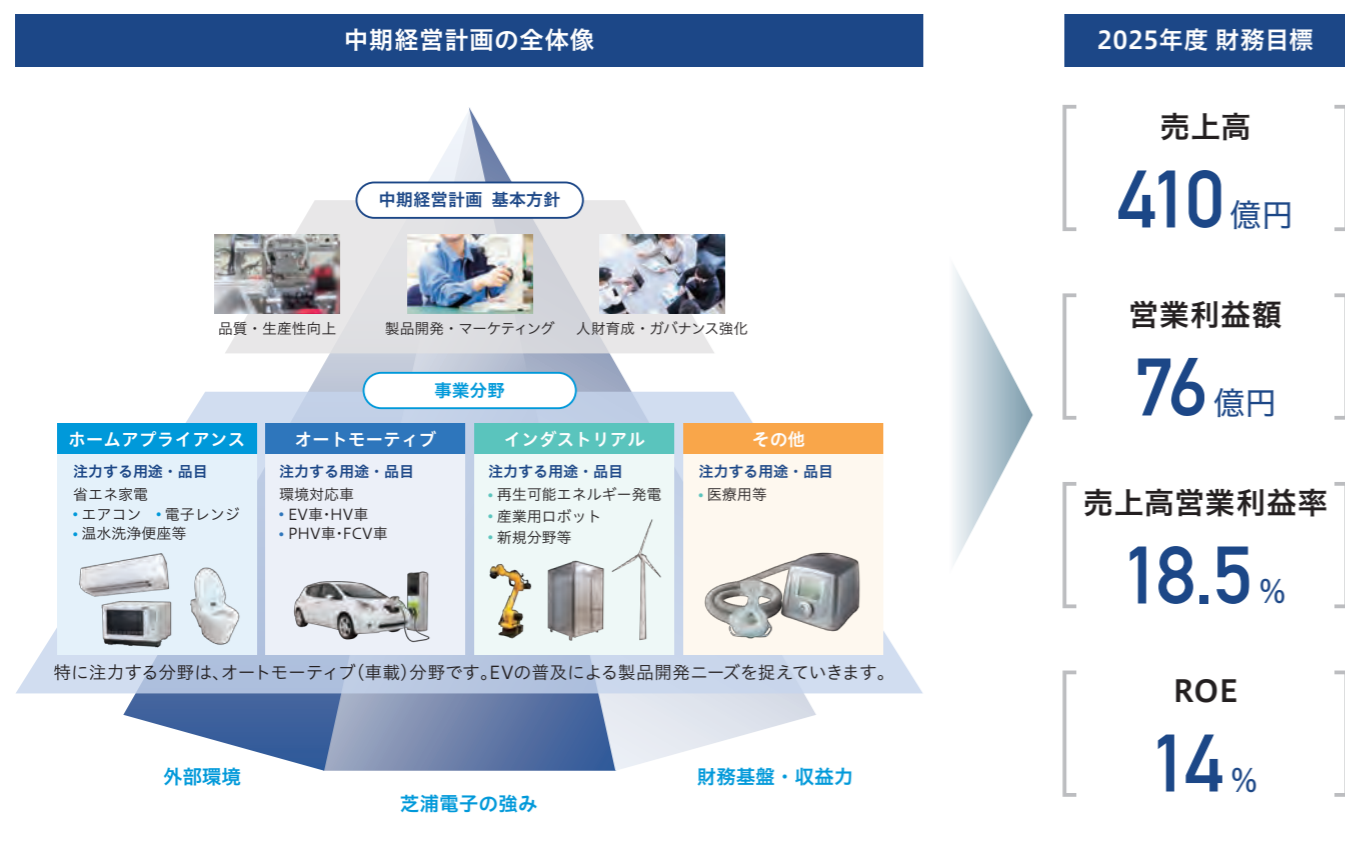 中期経営計画の全体像
中期経営計画 基本方針
品質・生産性向上
製品開発・マーケティング
人財育成・ガバナンス強化
事業分野
ホームアプライアンス
注力する用途・品目
省エネ家電
・エアコン ・電子レンジ
・温水洗浄便座等
オートモーティブ
注力する用途・品目
環境対応車
・EV車・HV車
・PHV車・FCV車
インダストリアル
注力する用途・品目
・再生可能エネルギー発電
・産業用ロボット
・新規分野等
その他
注力する用途・品目
・医療用等
特に注力する分野は、オートモーティブ（車載）分野です。EVの普及による製品開発ニーズを捉えていきます。
外部環境
芝浦電子の強み
財務基盤・収益力
2025年度 財務目標
売上高
410億円
営業利益額
76億円
売上高営業利益率
18.5%
ROE
14%